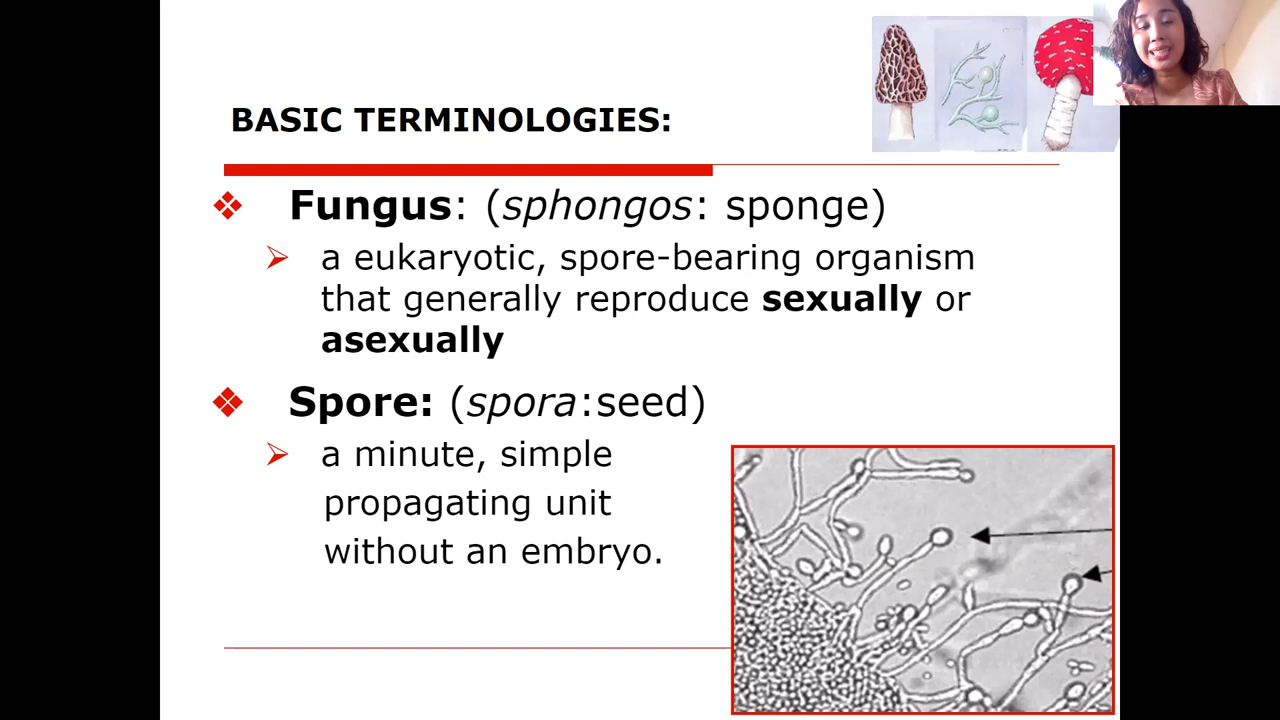 BASIC TERMINOLOGIES:
Fungus: (sphongos: sponge)
a eukaryotic, spore-bearing organism
that generally reproduce sexually or
asexually
Spore: (spora:seed)
a minute, simple
propagating unit
without an embryo.